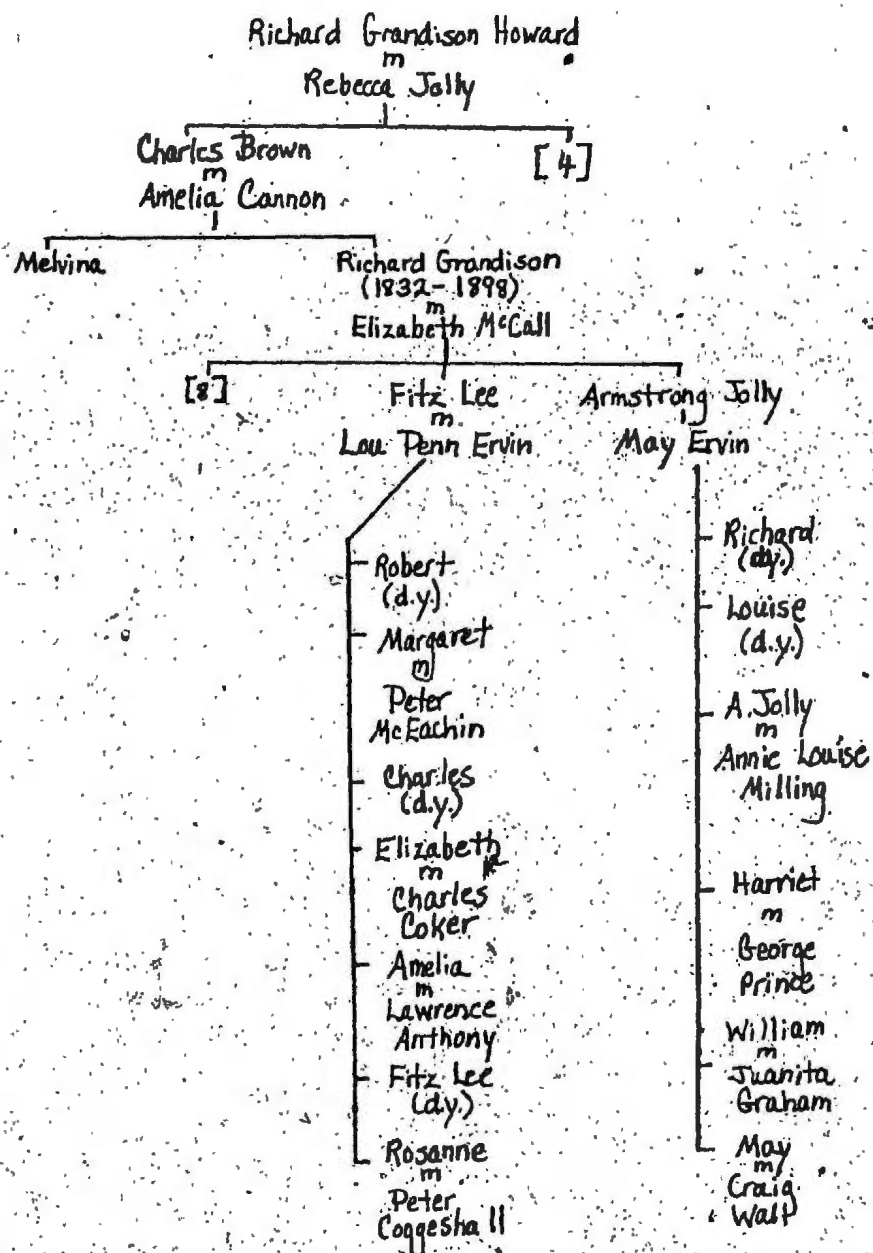 Richard Grandison Howard
m
Rebecca Jolly
Charles Brown
m
Amelia Cannon
[4]
Melvina
Richard Grandison
(1832-1898)
m
Elizabeth McCall
[8]
Fitz Lee
m
Lou Penn Ervin
Armstrong Jolly
May Ervin
Robert
(d.y.)
Margaret
m
Peter
McEachin
Charles
(d.y.)
Elizabeth
m
Charles
Coker
Amelia
m
Lawrence
Anthony
Fitz Lee
(d.y.)
Rosanne
m
Peter
Coggeshall
Richard
(d.y.)
Louise
(d.y.)
A. Jolly
m
Annie Louise
Milling
Harriet
m
George
Prince
William
m
Juanita
Graham
May
m
Craig
Walt